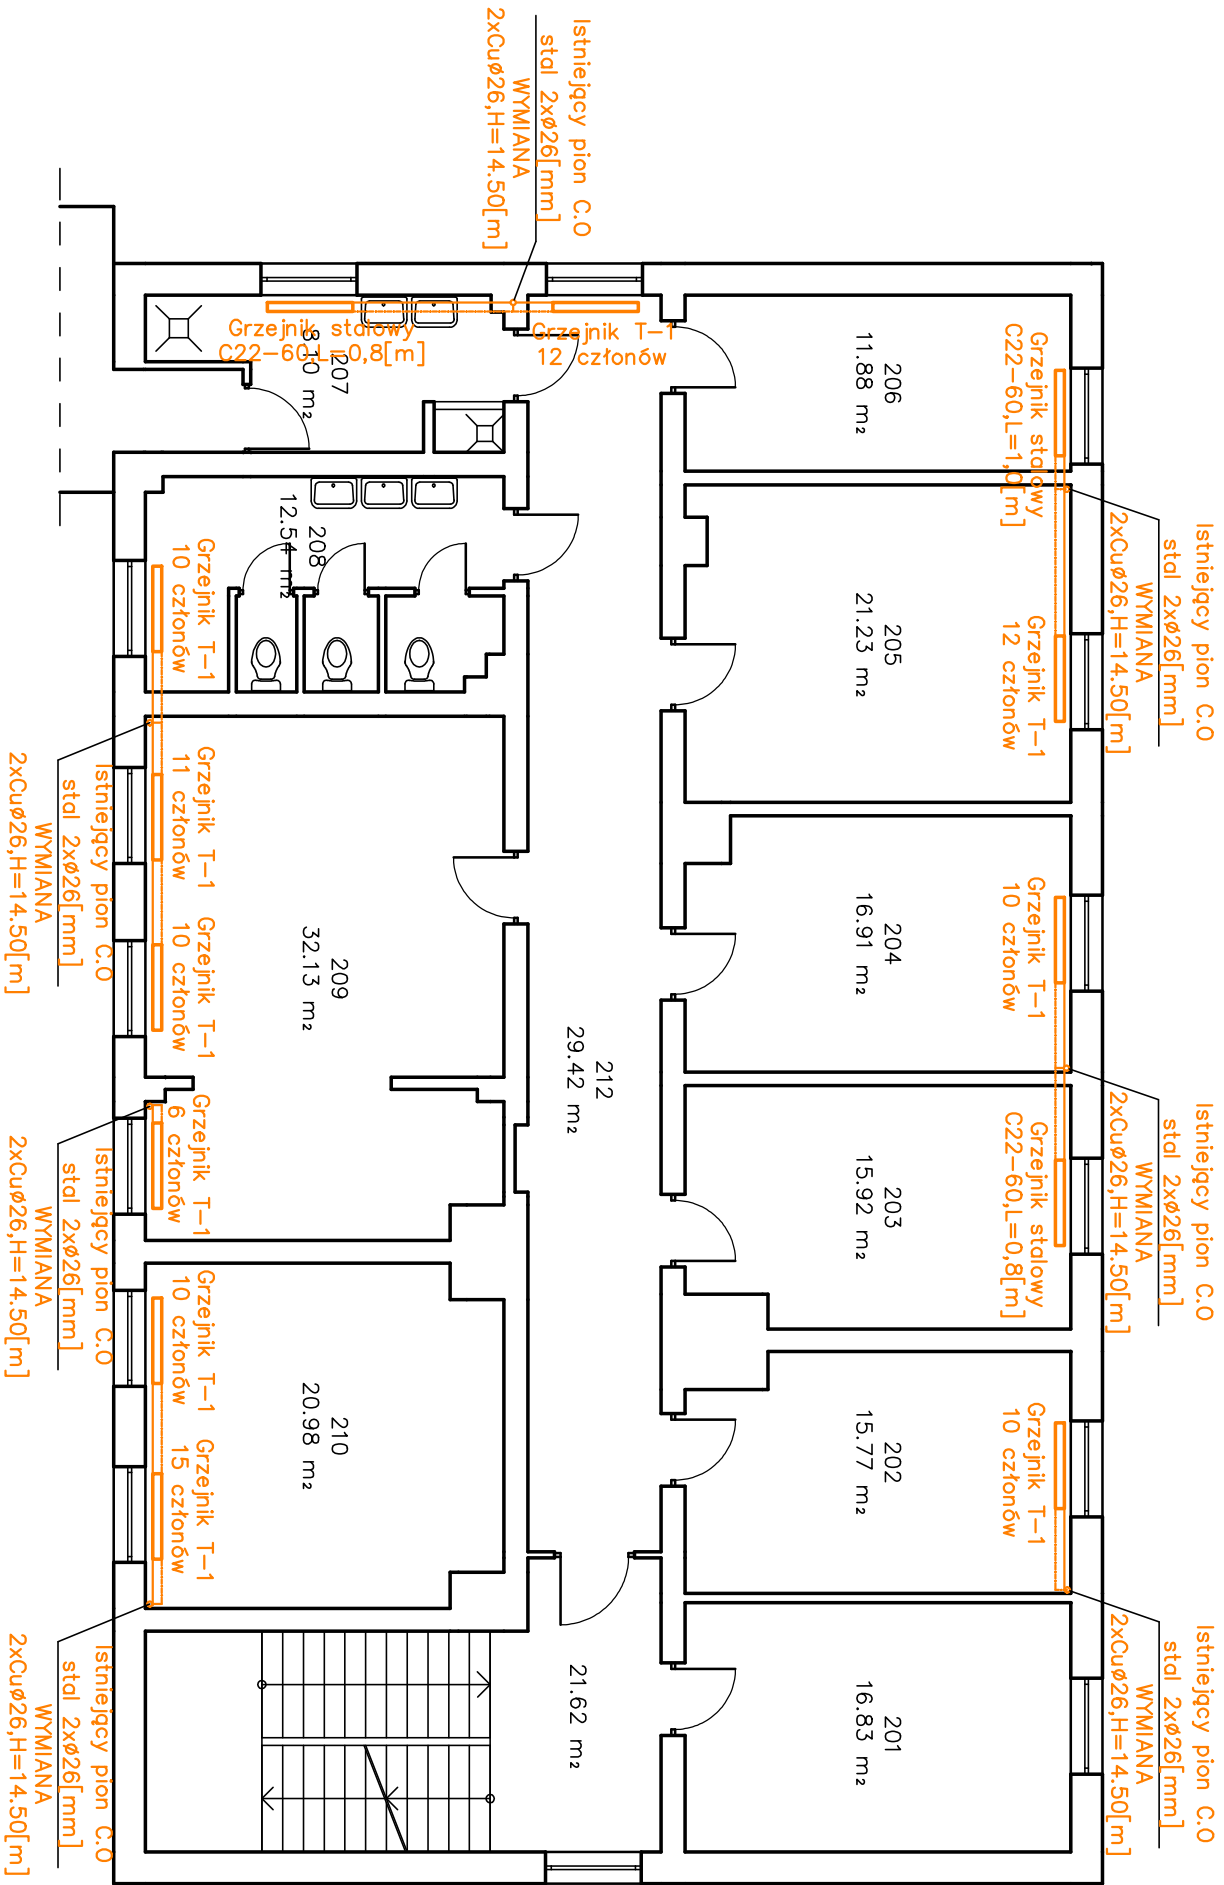 Istniejący pion C.O
stal 2xø26[mm]
WYMIANA
2xCuø26,H=14.50[m]
Istniejący pion C.O
stal 2xø26[mm]
WYMIANA
2xCuø26,H=14.50[m]
Istniejący pion C.O
stal 2xø26[mm]
WYMIANA
2xCuø26,H=14.50[m]
Istniejący pion C.O
stal 2xø26[mm]
WYMIANA
2xCuø26,H=14.50[m]
Grzejnik stalowy
C22-60,L=1,0[m]
Grzejnik T-1
12 członów
Grzejnik T-1
10 członów
Grzejnik stalowy
C22-60,L=0,8[m]
Grzejnik T-1
10 członów
206
11.88 m²
205
21.23 m²
204
16.91 m²
203
15.92 m²
202
15.77 m²
201
16.83 m²
Grzejnik T-1
12 członów
212
29.42 m²
21.62 m²
Grzejnik stalowy
C22-60,L=0,8[m]
207
8.10 m²
208
12.54 m²
209
32.13 m²
210
20.98 m²
Grzejnik T-1
10 członów
Grzejnik T-1
11 członów
Grzejnik T-1
10 członów
Grzejnik T-1
6 członów
Grzejnik T-1
10 członów
Grzejnik T-1
15 członów
Istniejący pion C.O
stal 2xø26[mm]
WYMIANA
2xCuø26,H=14.50[m]
Istniejący pion C.O
stal 2xø26[mm]
WYMIANA
2xCuø26,H=14.50[m]
Istniejący pion C.O
stal 2xø26[mm]
WYMIANA
2xCuø26,H=14.50[m]